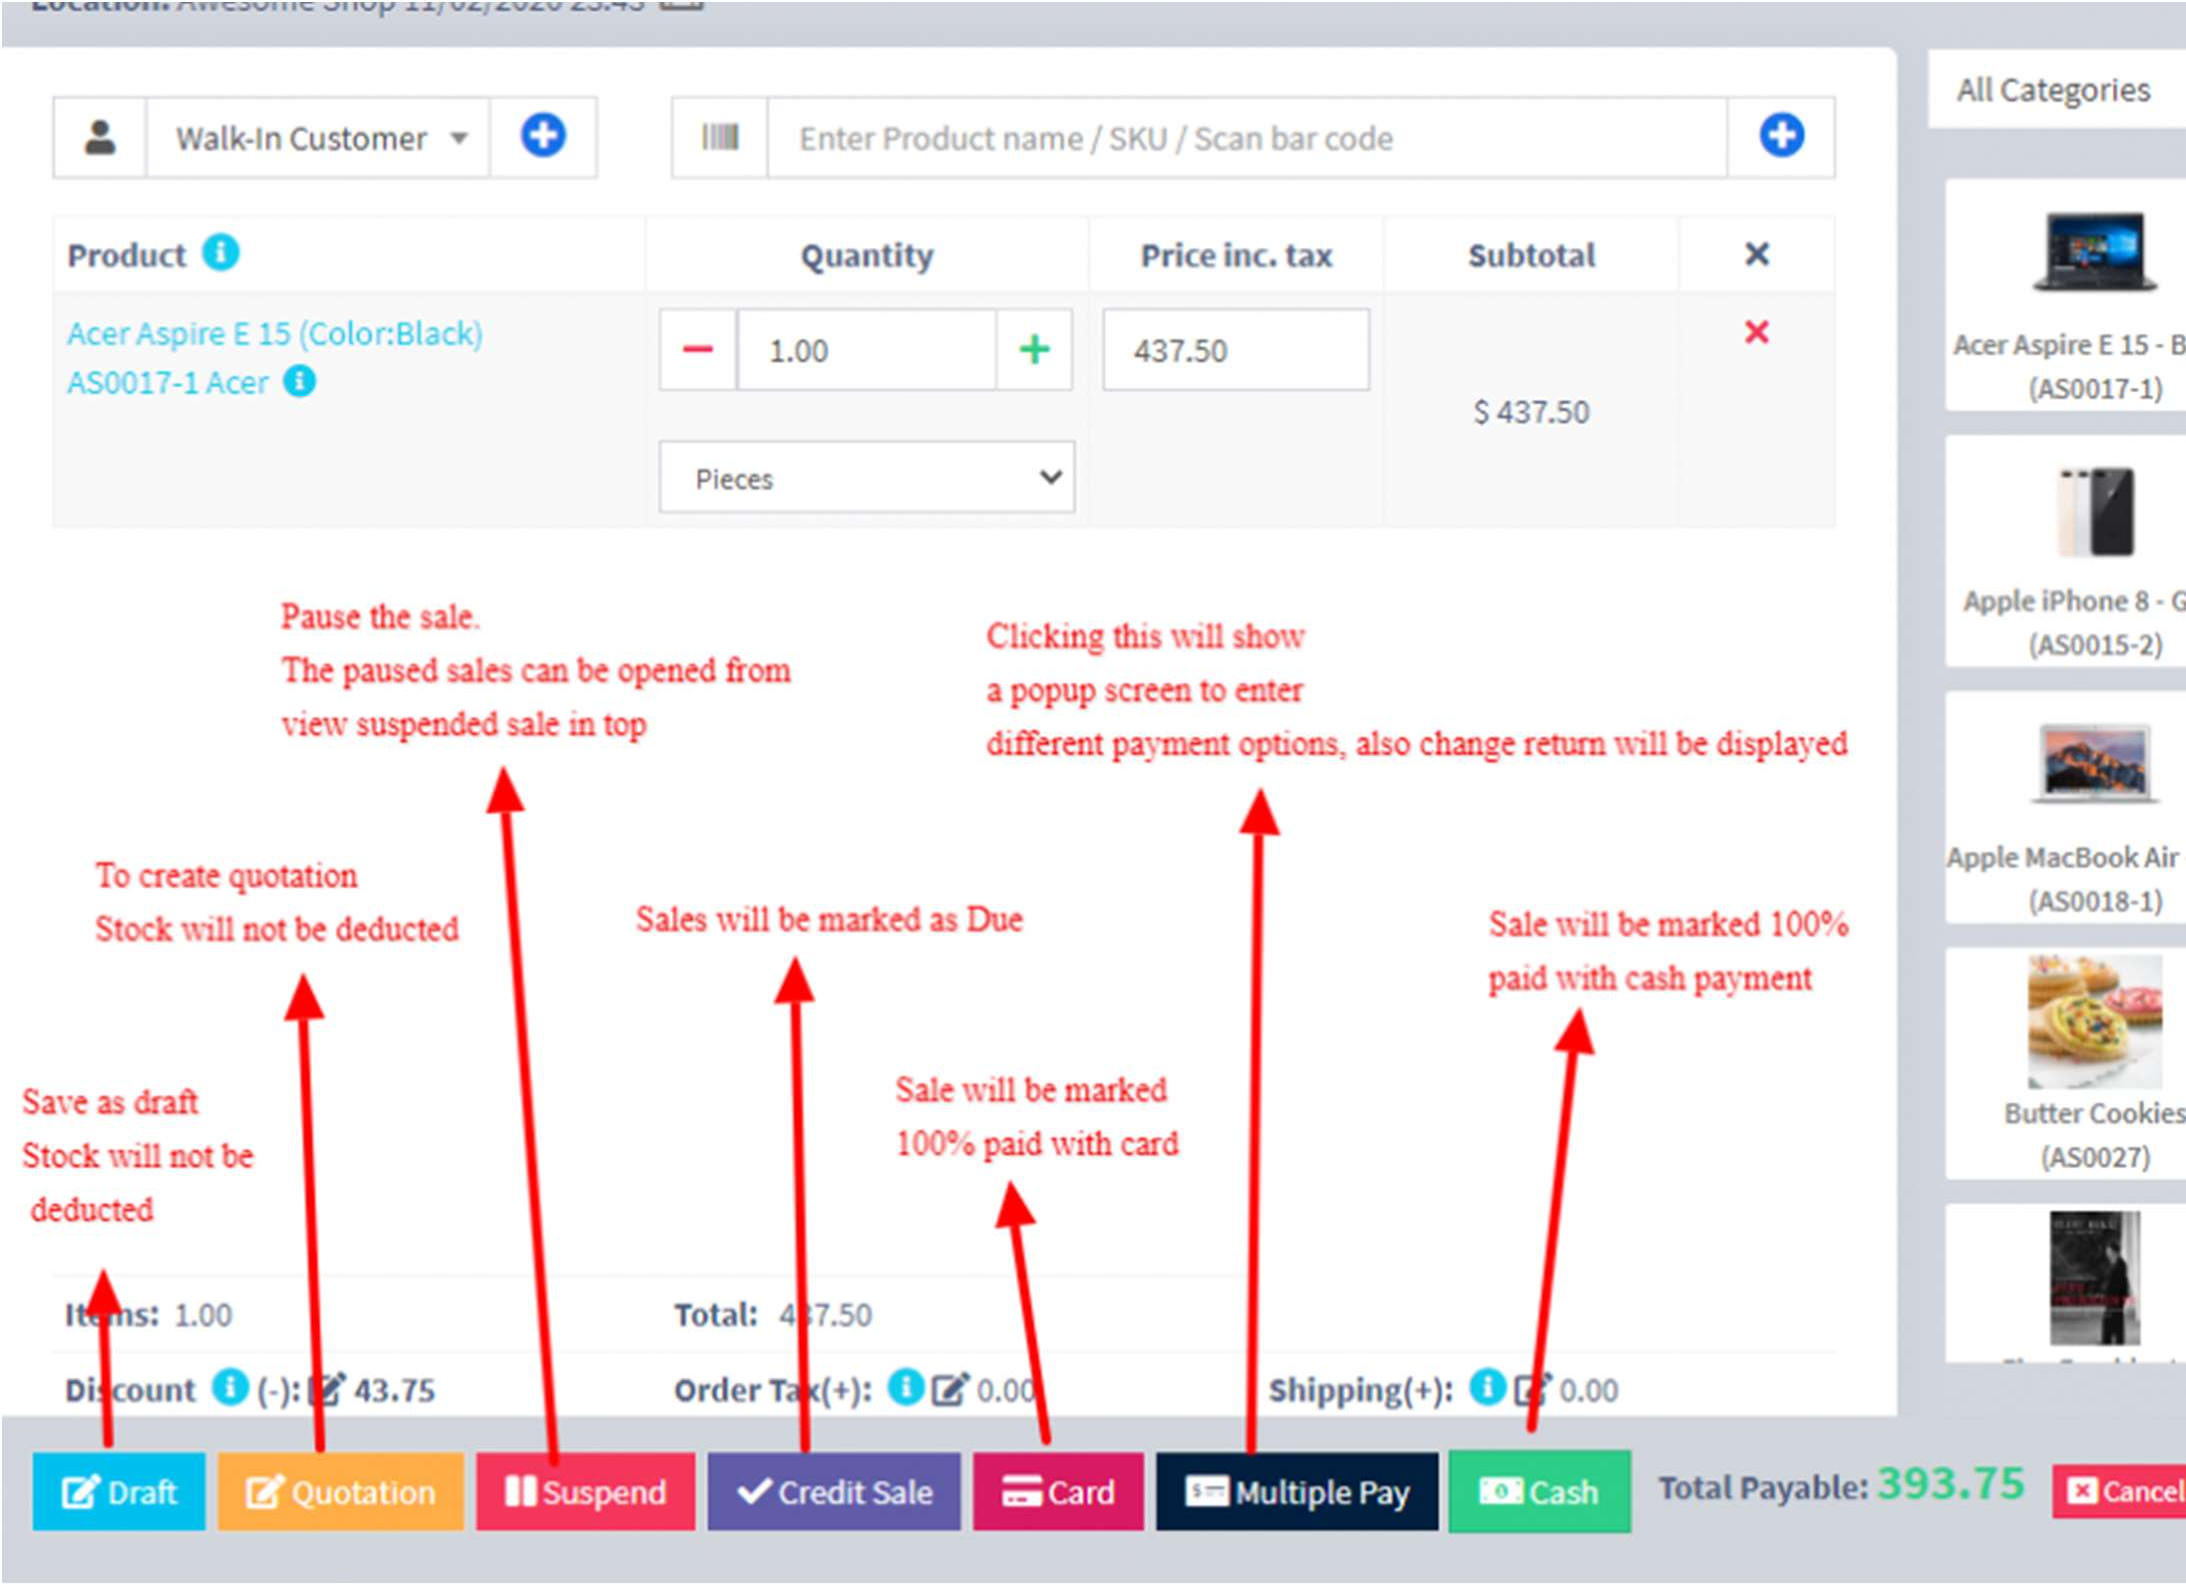 Location: Awesome Shop 11/02/2020 23:43
Walk-In Customer
Enter Product name / SKU / Scan bar code
All Categories
Product
Quantity
Price inc. tax
Subtotal
Acer Aspire E 15 (Color:Black)
AS0017-1 Acer
1.00
437.50
$ 437.50
Pieces
Acer Aspire E 15 - B
(AS0017-1)
Apple iPhone 8 - G
(AS0015-2)
Apple MacBook Air
(AS0018-1)
Butter Cookies
(AS0027)
Pause the sale.
The paused sales can be opened from
view suspended sale in top
Clicking this will show
a popup screen to enter
different payment options, also change return will be displayed
To create quotation
Stock will not be deducted
Sales will be marked as Due
Sale will be marked 100%
paid with cash payment
Save as draft
Stock will not be
deducted
Sale will be marked
100% paid with card
Items: 1.00
Total: 437.50
Discount (-): 43.75
Order Tax(+): 0.00
Shipping(+): 0.00
Draft
Quotation
Suspend
Credit Sale
Card
Multiple Pay
Cash
Total Payable: 393.75
Cancel